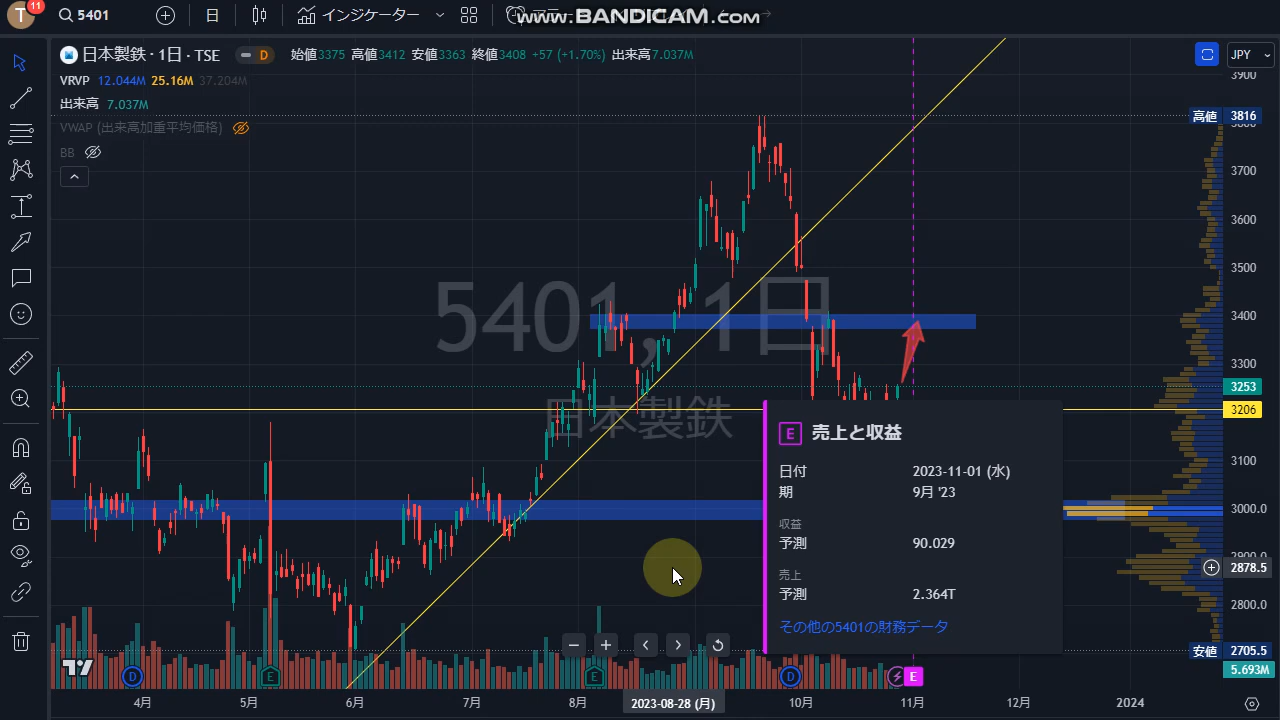 T 11 5401 日 インジケーター www.BANDICAM.com
日本製鉄 · 1日 · TSE D 始値3375 高値3412 安値3363 終値3408 +57 (+1.70%) 出来高7.037M JPY
VRVP 12.044M 25.16M 37.204M
出来高 7.037M
VWAP (出来高加重平均価格)
BB
3900
高値 3816
3800
3700
3600
3500
3400
3300
3253
3206
3100
3000.0
2900.0
2878.5
2800.0
安値 2705.5
5.693M
5401, 1日
日本製鉄
E 売上と収益
日付 2023-11-01 (水)
期 9月 '23
収益
予測 90.029
売上
予測 2.364T
その他の5401の財務データ
D E E D E
4月 5月 6月 7月 8月 2023-08-28 (月) 10月 11月 12月 2024